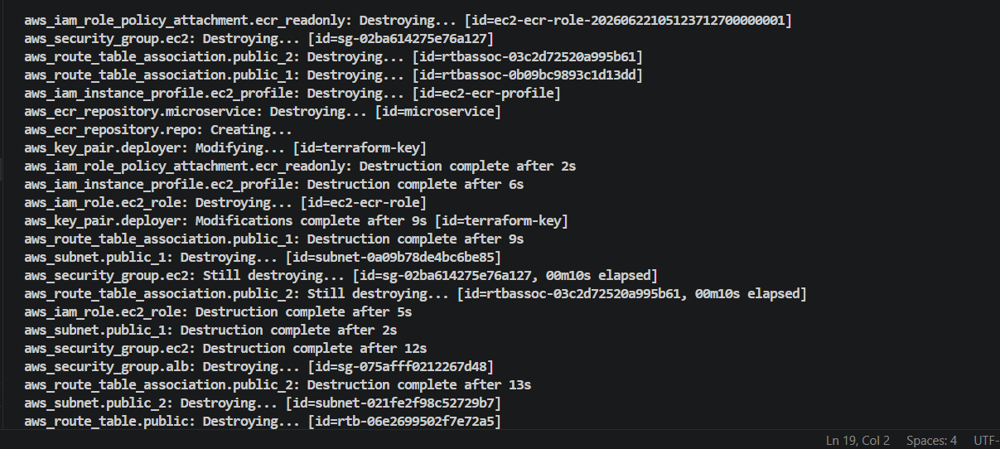 aws_iam_role_policy_attachment.ecr_readonly: Destroying... [id=ec2-ecr-role-20260622105123712700000001]
aws_security_group.ec2: Destroying... [id=sg-02ba614275e76a127]
aws_route_table_association.public_2: Destroying... [id=rtbassoc-03c2d72520a995b61]
aws_route_table_association.public_1: Destroying... [id=rtbassoc-0b09bc9893c1d13dd]
aws_iam_instance_profile.ec2_profile: Destroying... [id=ec2-ecr-profile]
aws_ecr_repository.microservice: Destroying... [id=microservice]
aws_ecr_repository.repo: Creating...
aws_key_pair.deployer: Modifying... [id=terraform-key]
aws_iam_role_policy_attachment.ecr_readonly: Destruction complete after 2s
aws_iam_instance_profile.ec2_profile: Destruction complete after 6s
aws_iam_role.ec2_role: Destroying... [id=ec2-ecr-role]
aws_key_pair.deployer: Modifications complete after 9s [id=terraform-key]
aws_route_table_association.public_1: Destruction complete after 9s
aws_subnet.public_1: Destroying... [id=subnet-0a09b78de4bc6be85]
aws_security_group.ec2: Still destroying... [id=sg-02ba614275e76a127, 00m10s elapsed]
aws_route_table_association.public_2: Still destroying... [id=rtbassoc-03c2d72520a995b61, 00m10s elapsed]
aws_iam_role.ec2_role: Destruction complete after 5s
aws_subnet.public_1: Destruction complete after 2s
aws_security_group.ec2: Destruction complete after 12s
aws_security_group.alb: Destroying... [id=sg-075afff0212267d48]
aws_route_table_association.public_2: Destruction complete after 13s
aws_subnet.public_2: Destroying... [id=subnet-021fe2f98c52729b7]
aws_route_table.public: Destroying... [id=rtb-06e2699502f7e72a5]
Ln 19, Col 2 Spaces: 4 UTF-